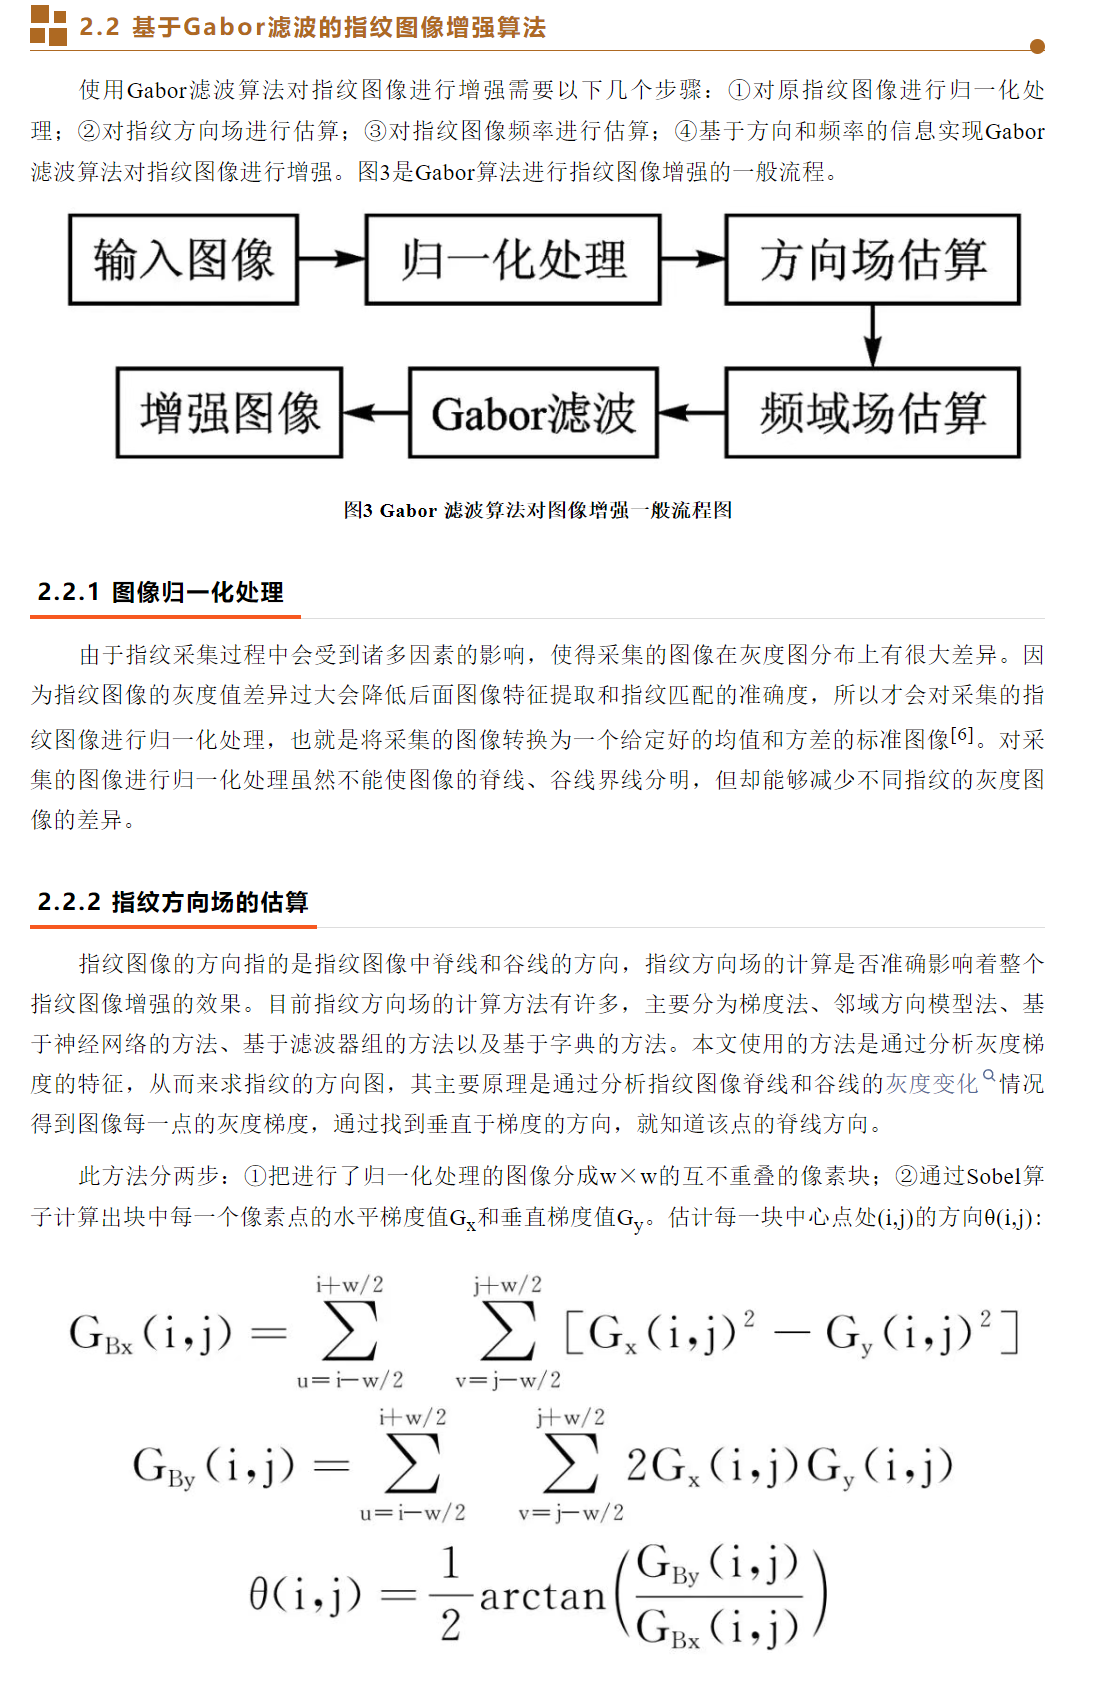 2.2 基于Gabor滤波的指纹图像增强算法
使用Gabor滤波算法对指纹图像进行增强需要以下几个步骤：①对原指纹图像进行归一化处
理；②对指纹方向场进行估算；③对指纹图像频率进行估算；④基于方向和频率的信息实现Gabor
滤波算法对指纹图像进行增强。图3是Gabor算法进行指纹图像增强的一般流程。
输入图像
归一化处理
方向场估算
增强图像
Gabor滤波
频域场估算
图3 Gabor 滤波算法对图像增强一般流程图
2.2.1 图像归一化处理
由于指纹采集过程中会受到诸多因素的影响，使得采集的图像在灰度图分布上有很大差异。因
为指纹图像的灰度值差异过大会降低后面图像特征提取和指纹匹配的准确度，所以才会对采集的指
纹图像进行归一化处理，也就是将采集的图像转换为一个给定好的均值和方差的标准图像[6]。对采
集的图像进行归一化处理虽然不能使图像的脊线、谷线界线分明，但却能够减少不同指纹的灰度图
像的差异。
2.2.2 指纹方向场的估算
指纹图像的方向指的是指纹图像中脊线和谷线的方向，指纹方向场的计算是否准确影响着整个
指纹图像增强的效果。目前指纹方向场的计算方法有许多，主要分为梯度法、邻域方向模型法、基
于神经网络的方法、基于滤波器组的方法以及基于字典的方法。本文使用的方法是通过分析灰度梯
度的特征，从而来求指纹的方向图，其主要原理是通过分析指纹图像脊线和谷线的灰度变化情况
得到图像每一点的灰度梯度，通过找到垂直于梯度的方向，就知道该点的脊线方向。
此方法分两步：①把进行了归一化处理的图像分成w×w的互不重叠的像素块；②通过Sobel算
子计算出块中每一个像素点的水平梯度值Gx和垂直梯度值Gy。估计每一块中心点处(i,j)的方向θ(i,j):
G_Bx(i,j) = ∑_{u=i-w/2}^{i+w/2} ∑_{v=j-w/2}^{j+w/2} [G_x(i,j)² - G_y(i,j)²]
G_By(i,j) = ∑_{u=i-w/2}^{i+w/2} ∑_{v=j-w/2}^{j+w/2} 2G_x(i,j)G_y(i,j)
θ(i,j) = 1/2 arctan(G_By(i,j)/G_Bx(i,j))